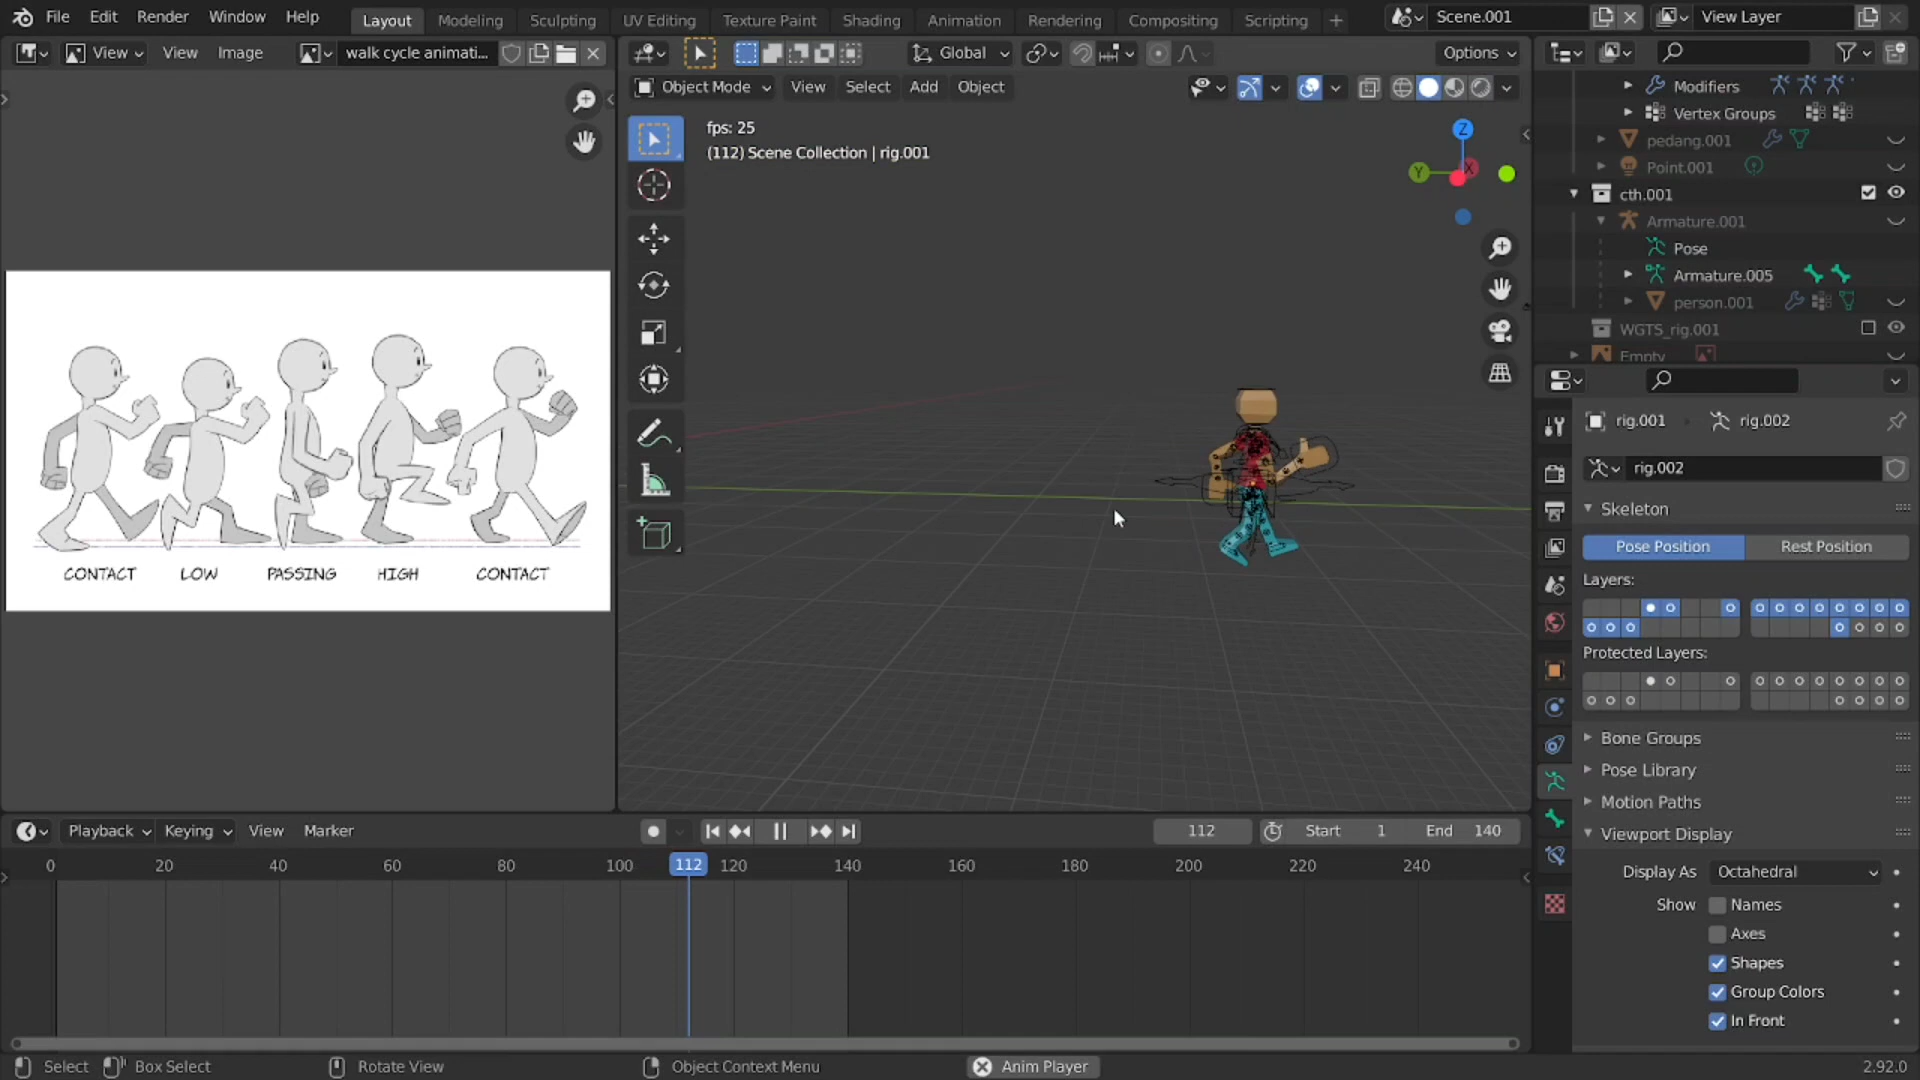 File Edit Render Window Help Layout Modeling Sculpting UV Editing Texture Paint Shading Animation Rendering Compositing Scripting + Scene.001 View Layer
View View Image walk cycle animati... Global Options
Object Mode View Select Add Object
fps: 25
(112) Scene Collection | rig.001
Z
Y
X
CONTACT LOW PASSING HIGH CONTACT
Modifiers
Vertex Groups
pedang.001
Point.001
cth.001
Armature.001
Pose
Armature.005
person.001
WGTS_rig.001
Empty
rig.001 rig.002
rig.002
Skeleton
Pose Position Rest Position
Layers:
Protected Layers:
Bone Groups
Pose Library
Motion Paths
Viewport Display
Display As Octahedral
Show Names
Axes
Shapes
Group Colors
In Front
Playback Keying View Marker 112 Start 1 End 140
0 20 40 60 80 100 112 120 140 160 180 200 220 240
Select Box Select Rotate View Object Context Menu Anim Player 2.92.0